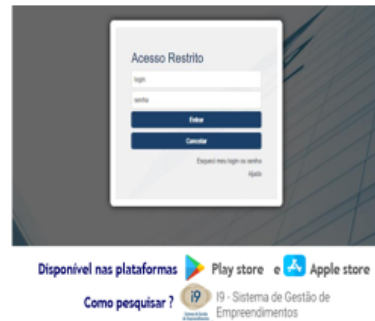 Acesso Restrito
login
senha
Entrar
Cancelar
Esqueci meu login ou senha
Ajuda
Disponível nas plataformas Play store e Apple store
Como pesquisar ? i9 I9 - Sistema de Gestão de
Empreendimentos